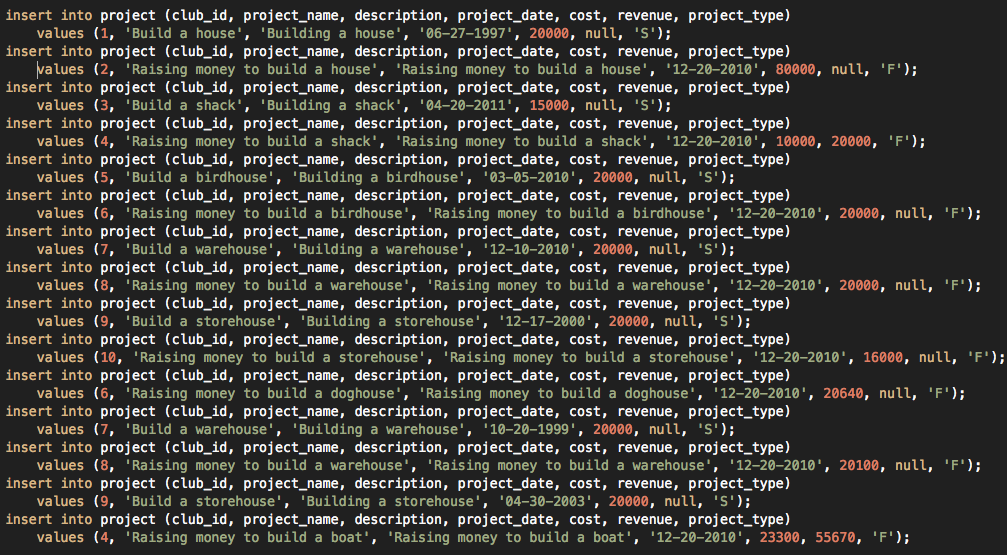 insert into project (club_id, project_name, description, project_date, cost, revenue, project_type)
    values (1, 'Build a house', 'Building a house', '06-27-1997', 20000, null, 'S');
insert into project (club_id, project_name, description, project_date, cost, revenue, project_type)
    values (2, 'Raising money to build a house', 'Raising money to build a house', '12-20-2010', 80000, null, 'F');
insert into project (club_id, project_name, description, project_date, cost, revenue, project_type)
    values (3, 'Build a shack', 'Building a shack', '04-20-2011', 15000, null, 'S');
insert into project (club_id, project_name, description, project_date, cost, revenue, project_type)
    values (4, 'Raising money to build a shack', 'Raising money to build a shack', '12-20-2010', 10000, 20000, 'F');
insert into project (club_id, project_name, description, project_date, cost, revenue, project_type)
    values (5, 'Build a birdhouse', 'Building a birdhouse', '03-05-2010', 20000, null, 'S');
insert into project (club_id, project_name, description, project_date, cost, revenue, project_type)
    values (6, 'Raising money to build a birdhouse', 'Raising money to build a birdhouse', '12-20-2010', 20000, null, 'F');
insert into project (club_id, project_name, description, project_date, cost, revenue, project_type)
    values (7, 'Build a warehouse', 'Building a warehouse', '12-10-2010', 20000, null, 'S');
insert into project (club_id, project_name, description, project_date, cost, revenue, project_type)
    values (8, 'Raising money to build a warehouse', 'Raising money to build a warehouse', '12-20-2010', 20000, null, 'F');
insert into project (club_id, project_name, description, project_date, cost, revenue, project_type)
    values (9, 'Build a storehouse', 'Building a storehouse', '12-17-2000', 20000, null, 'S');
insert into project (club_id, project_name, description, project_date, cost, revenue, project_type)
    values (10, 'Raising money to build a storehouse', 'Raising money to build a storehouse', '12-20-2010', 16000, null, 'F');
insert into project (club_id, project_name, description, project_date, cost, revenue, project_type)
    values (6, 'Raising money to build a doghouse', 'Raising money to build a doghouse', '12-20-2010', 20640, null, 'F');
insert into project (club_id, project_name, description, project_date, cost, revenue, project_type)
    values (7, 'Build a warehouse', 'Building a warehouse', '10-20-1999', 20000, null, 'S');
insert into project (club_id, project_name, description, project_date, cost, revenue, project_type)
    values (8, 'Raising money to build a warehouse', 'Raising money to build a warehouse', '12-20-2010', 20100, null, 'F');
insert into project (club_id, project_name, description, project_date, cost, revenue, project_type)
    values (9, 'Build a storehouse', 'Building a storehouse', '04-30-2003', 20000, null, 'S');
insert into project (club_id, project_name, description, project_date, cost, revenue, project_type)
    values (4, 'Raising money to build a boat', 'Raising money to build a boat', '12-20-2010', 23300, 55670, 'F');